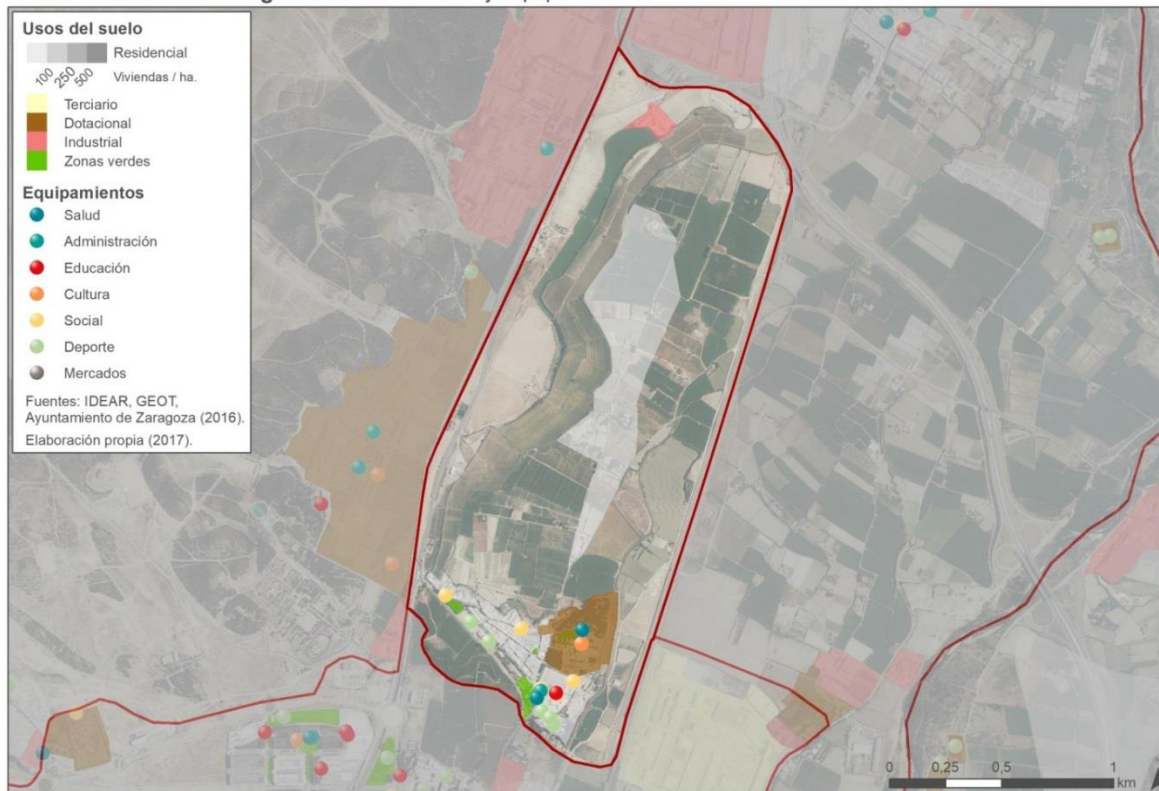 Usos del suelo
Residencial
100 250 500 Viviendas / ha.
Terciario
Dotacional
Industrial
Zonas verdes
Equipamientos
Salud
Administración
Educación
Cultura
Social
Deporte
Mercados
Fuentes: IDEAR, GEOT,
Ayuntamiento de Zaragoza (2016).
Elaboración propia (2017).
0 0,25 0,5 1
km